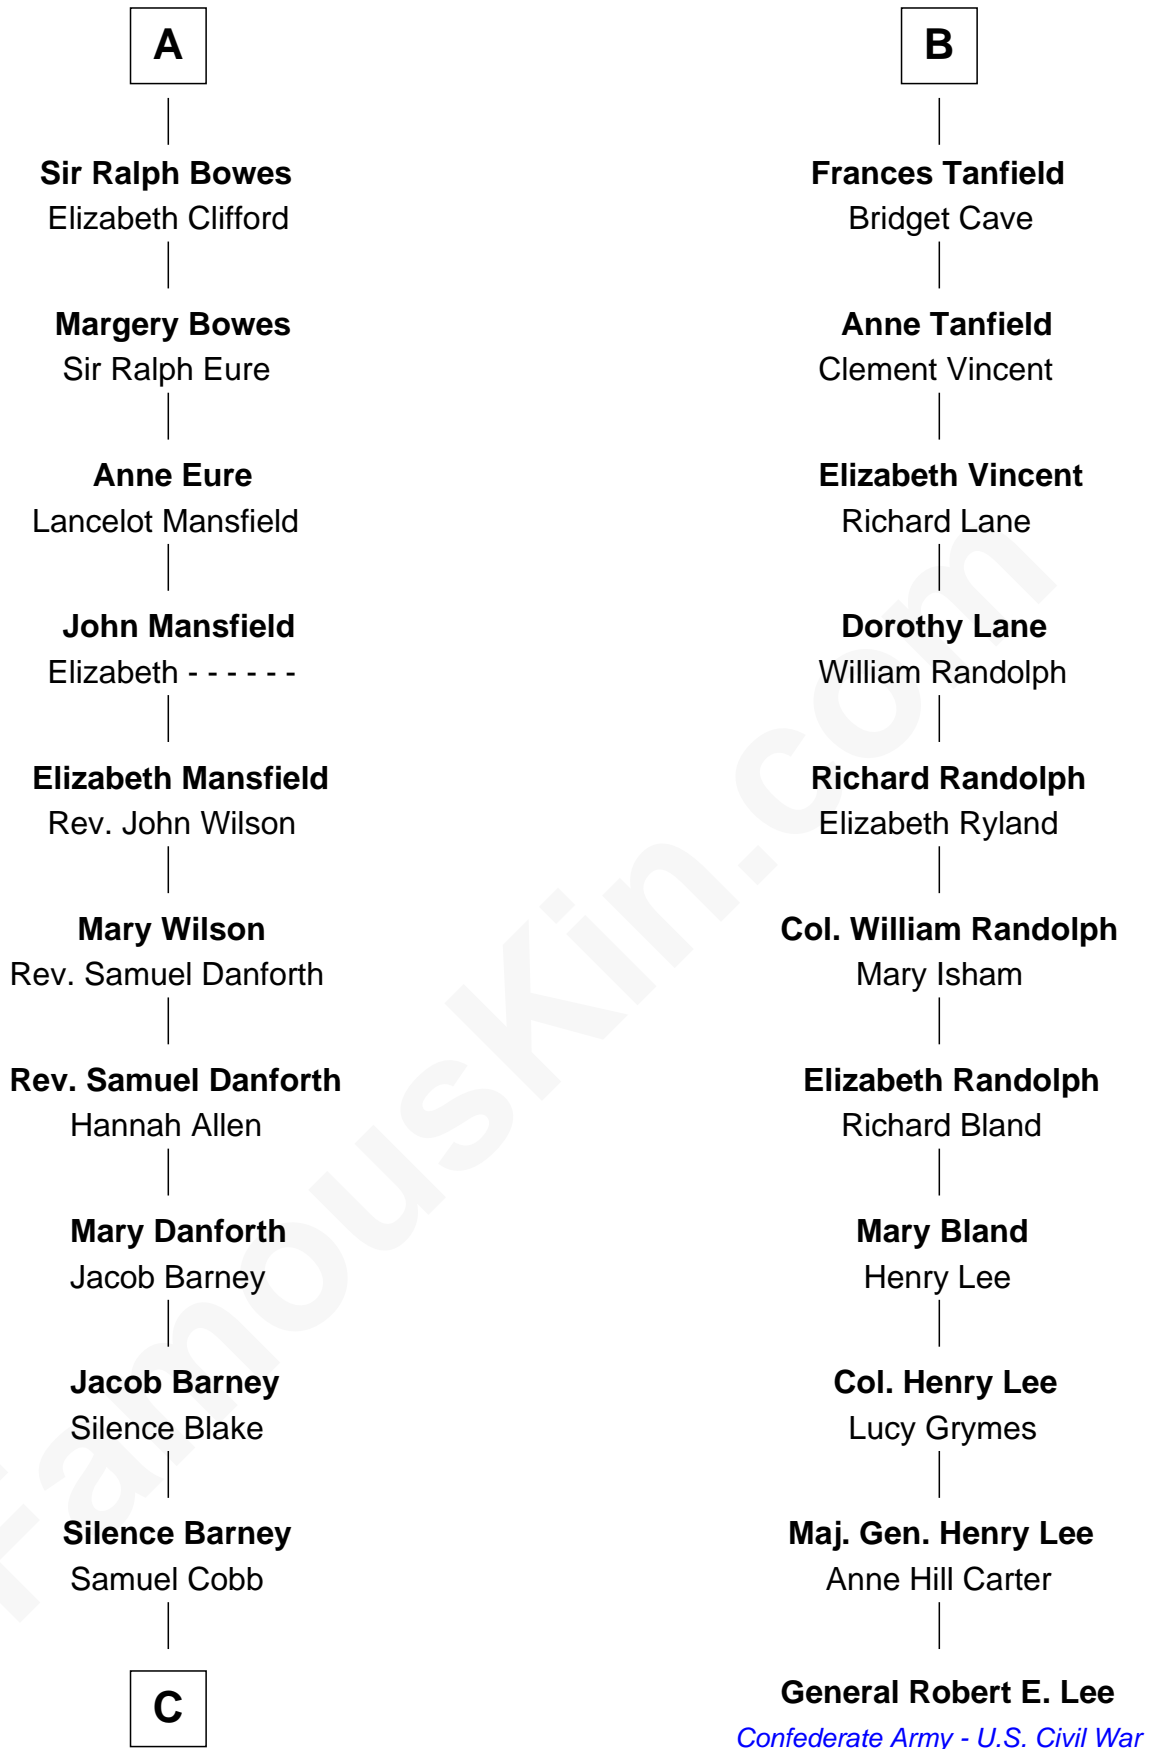 A
Sir Ralph Bowes
Elizabeth Clifford
Margery Bowes
Sir Ralph Eure
Anne Eure
Lancelot Mansfield
John Mansfield
Elizabeth - - - - - -
Elizabeth Mansfield
Rev. John Wilson
Mary Wilson
Rev. Samuel Danforth
Rev. Samuel Danforth
Hannah Allen
Mary Danforth
Jacob Barney
Jacob Barney
Silence Blake
Silence Barney
Samuel Cobb
C
B
Frances Tanfield
Bridget Cave
Anne Tanfield
Clement Vincent
Elizabeth Vincent
Richard Lane
Dorothy Lane
William Randolph
Richard Randolph
Elizabeth Ryland
Col. William Randolph
Mary Isham
Elizabeth Randolph
Richard Bland
Mary Bland
Henry Lee
Col. Henry Lee
Lucy Grymes
Maj. Gen. Henry Lee
Anne Hill Carter
General Robert E. Lee
Confederate Army - U.S. Civil War
FamousKin.com